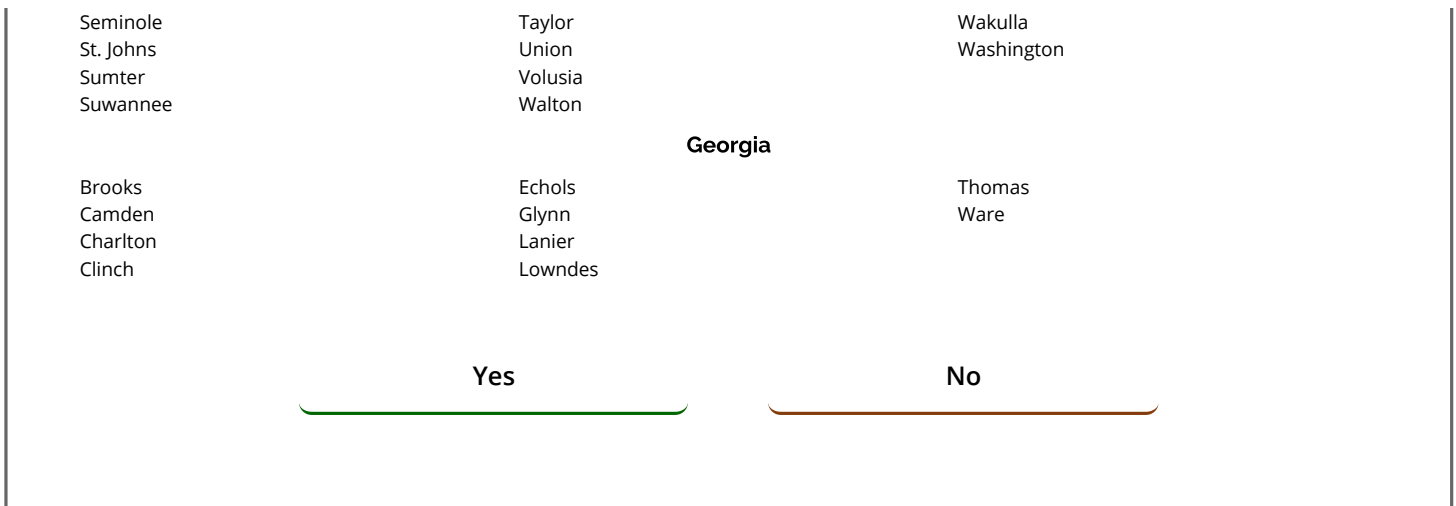 Seminole
St. Johns
Sumter
Suwannee
Taylor
Union
Volusia
Walton
Wakulla
Washington
Georgia
Brooks
Camden
Charlton
Clinch
Echols
Glynn
Lanier
Lowndes
Thomas
Ware
Yes
No